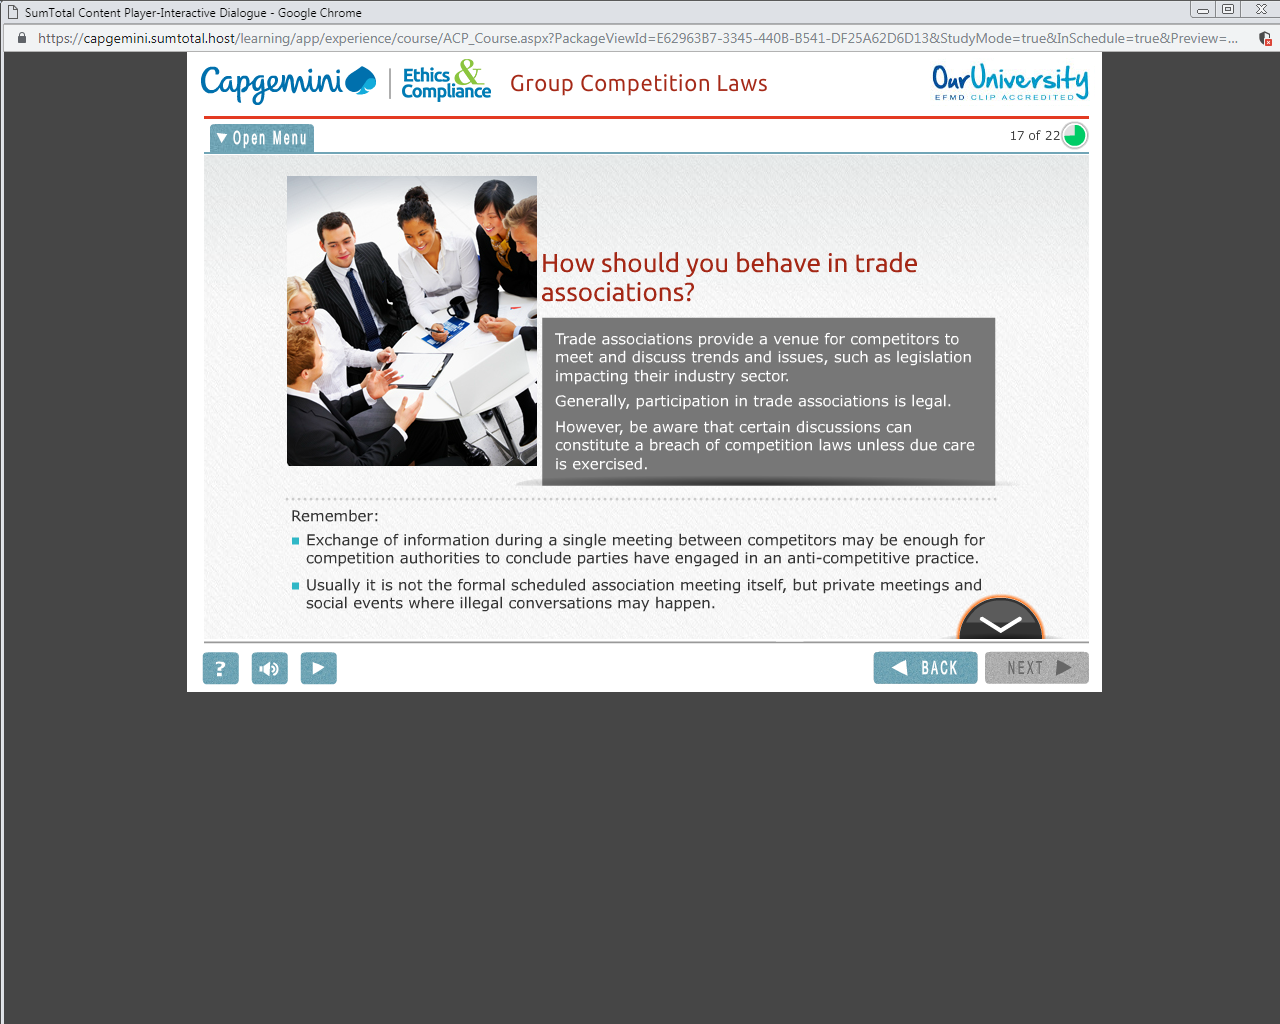 SumTotal Content Player-Interactive Dialogue - Google Chrome
https://capgemini.sumtotal.host/learning/app/experience/course/ACP_Course.aspx?PackageViewId=E62963B7-3345-440B-B541-DF25A62D6D13&StudyMode=true&InSchedule=true&Preview=...
Capgemini
Ethics &
Compliance
Group Competition Laws
OurUniversity
EFMD CLIP ACCREDITED
Open Menu
17 of 22
How should you behave in trade
associations?
Trade associations provide a venue for competitors to
meet and discuss trends and issues, such as legislation
impacting their industry sector.
Generally, participation in trade associations is legal.
However, be aware that certain discussions can
constitute a breach of competition laws unless due care
is exercised.
Remember:
Exchange of information during a single meeting between competitors may be enough for
competition authorities to conclude parties have engaged in an anti-competitive practice.
Usually it is not the formal scheduled association meeting itself, but private meetings and
social events where illegal conversations may happen.
?
BACK
NEXT